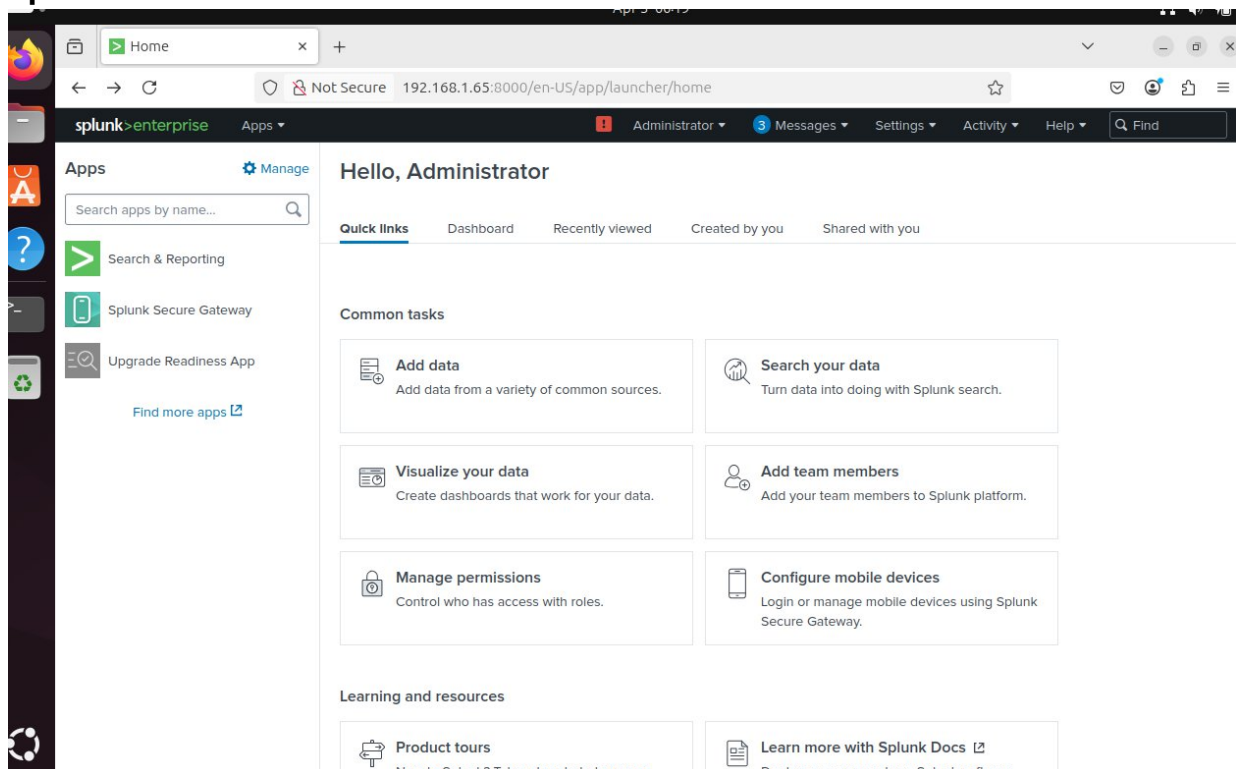 Home
Not Secure 192.168.1.65:8000/en-US/app/launcher/home
splunk>enterprise Apps Administrator 3 Messages Settings Activity Help Find
Apps Manage
Search apps by name...
Search & Reporting
Splunk Secure Gateway
Upgrade Readiness App
Find more apps
Hello, Administrator
Quick links Dashboard Recently viewed Created by you Shared with you
Common tasks
Add data
Add data from a variety of common sources.
Search your data
Turn data into doing with Splunk search.
Visualize your data
Create dashboards that work for your data.
Add team members
Add your team members to Splunk platform.
Manage permissions
Control who has access with roles.
Configure mobile devices
Login or manage mobile devices using Splunk
Secure Gateway.
Learning and resources
Product tours
Learn more with Splunk Docs